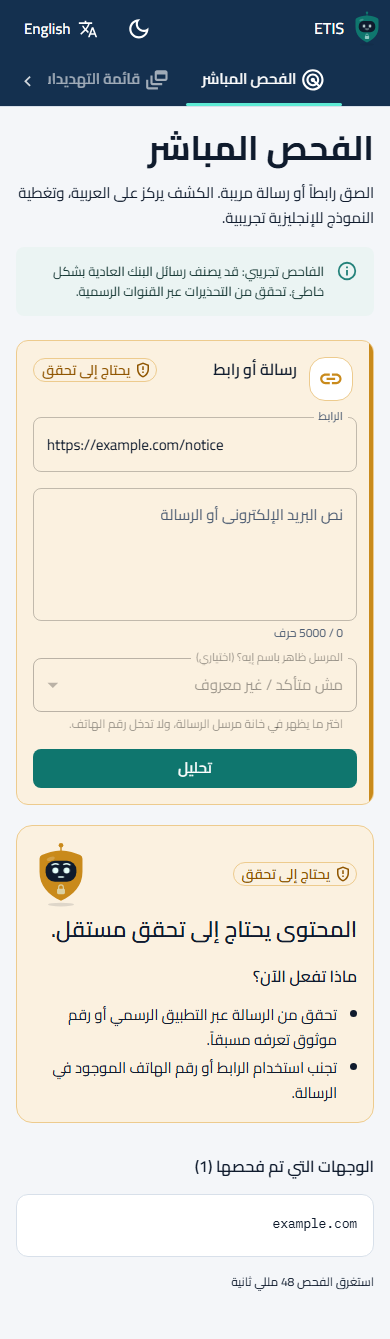 ETIS
English
الفحص المباشر
قائمة التهديدات
الفحص المباشر
الصق رابطاً أو رسالة مريبة. الكشف يركز على العربية، وتغطية
النموذج للإنجليزية تجريبية.
الفاحص تجريبي: قد يصنف رسائل البنك العادية بشكل
خاطئ. تحقق من التحذيرات عبر القنوات الرسمية.
رسالة أو رابط
يحتاج إلى تحقق
الرابط
https://example.com/notice
نص البريد الإلكتروني أو الرسالة
0 / 5000 حرف
المرسل ظاهر باسم إيه؟ (اختياري)
مش متأكد / غير معروف
اختر ما يظهر في خانة مرسل الرسالة، ولا تدخل رقم الهاتف.
تحليل
يحتاج إلى تحقق
المحتوى يحتاج إلى تحقق مستقل.
ماذا تفعل الآن؟
تحقق من الرسالة عبر التطبيق الرسمي أو رقم
موثوق تعرفه مسبقاً.
تجنب استخدام الرابط أو رقم الهاتف الموجود في
الرسالة.
الوجهات التي تم فحصها (1)
example.com
استغرق الفحص 48 مللي ثانية